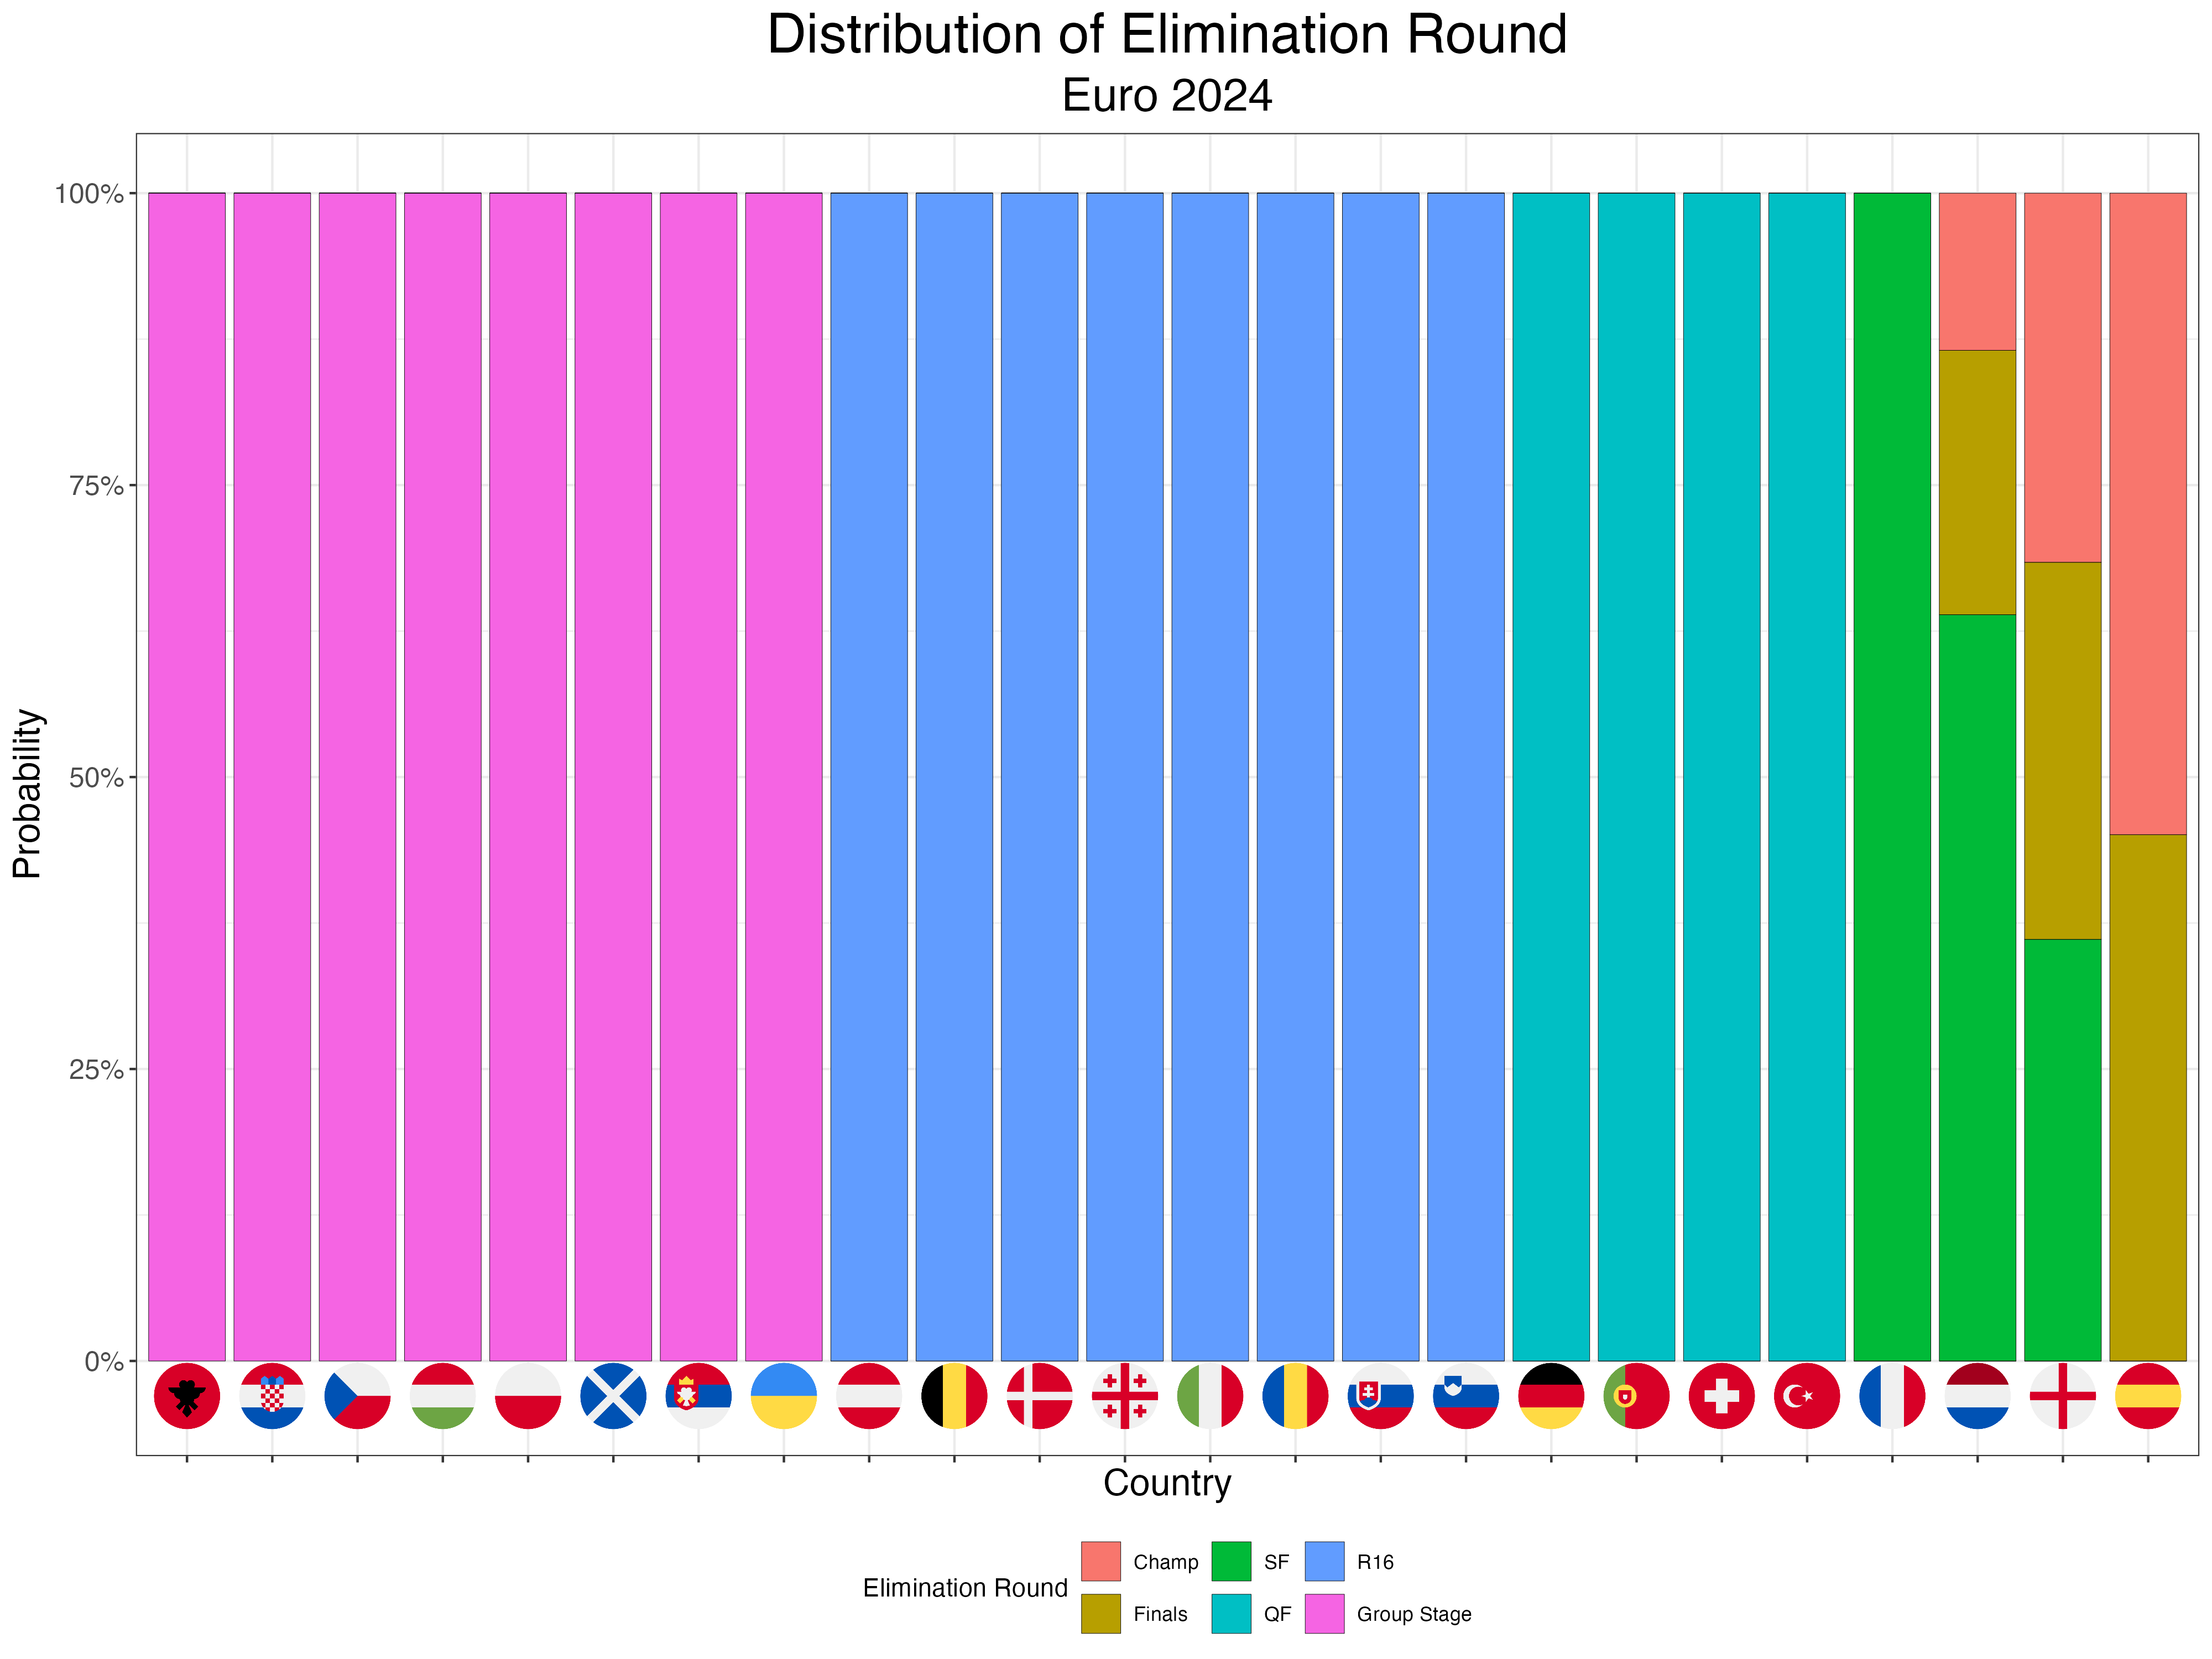 Distribution of Elimination Round
Euro 2024
Probability
100%
75%
50%
25%
0%
Country
Elimination Round
Champ
SF
R16
Finals
QF
Group Stage